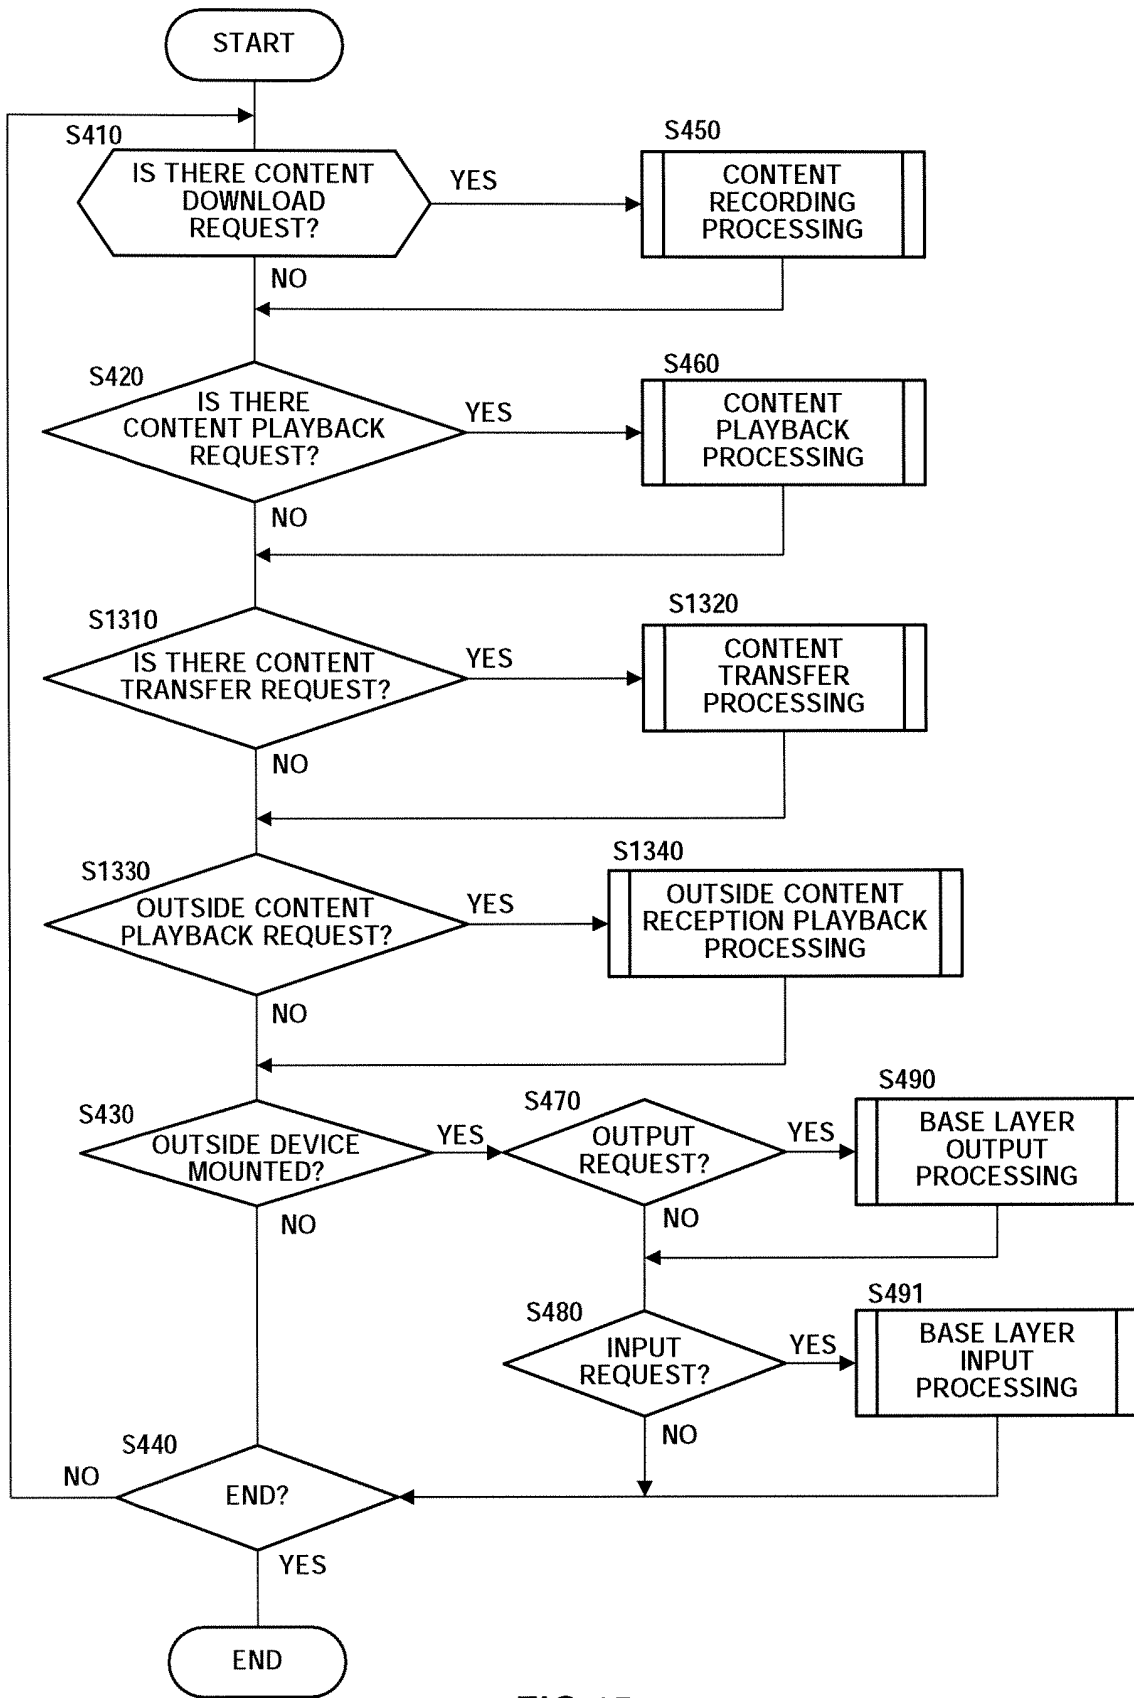 START
S410
IS THERE CONTENT
DOWNLOAD
REQUEST?
YES
S450
CONTENT
RECORDING
PROCESSING
NO
S420
IS THERE
CONTENT PLAYBACK
REQUEST?
YES
S460
CONTENT
PLAYBACK
PROCESSING
NO
S1310
IS THERE CONTENT
TRANSFER REQUEST?
YES
S1320
CONTENT
TRANSFER
PROCESSING
NO
S1330
OUTSIDE CONTENT
PLAYBACK REQUEST?
YES
S1340
OUTSIDE CONTENT
RECEPTION PLAYBACK
PROCESSING
NO
S430
OUTSIDE DEVICE
MOUNTED?
YES
S470
OUTPUT
REQUEST?
YES
S490
BASE LAYER
OUTPUT
PROCESSING
NO
NO
S480
INPUT
REQUEST?
YES
S491
BASE LAYER
INPUT
PROCESSING
NO
S440
END?
NO
YES
END